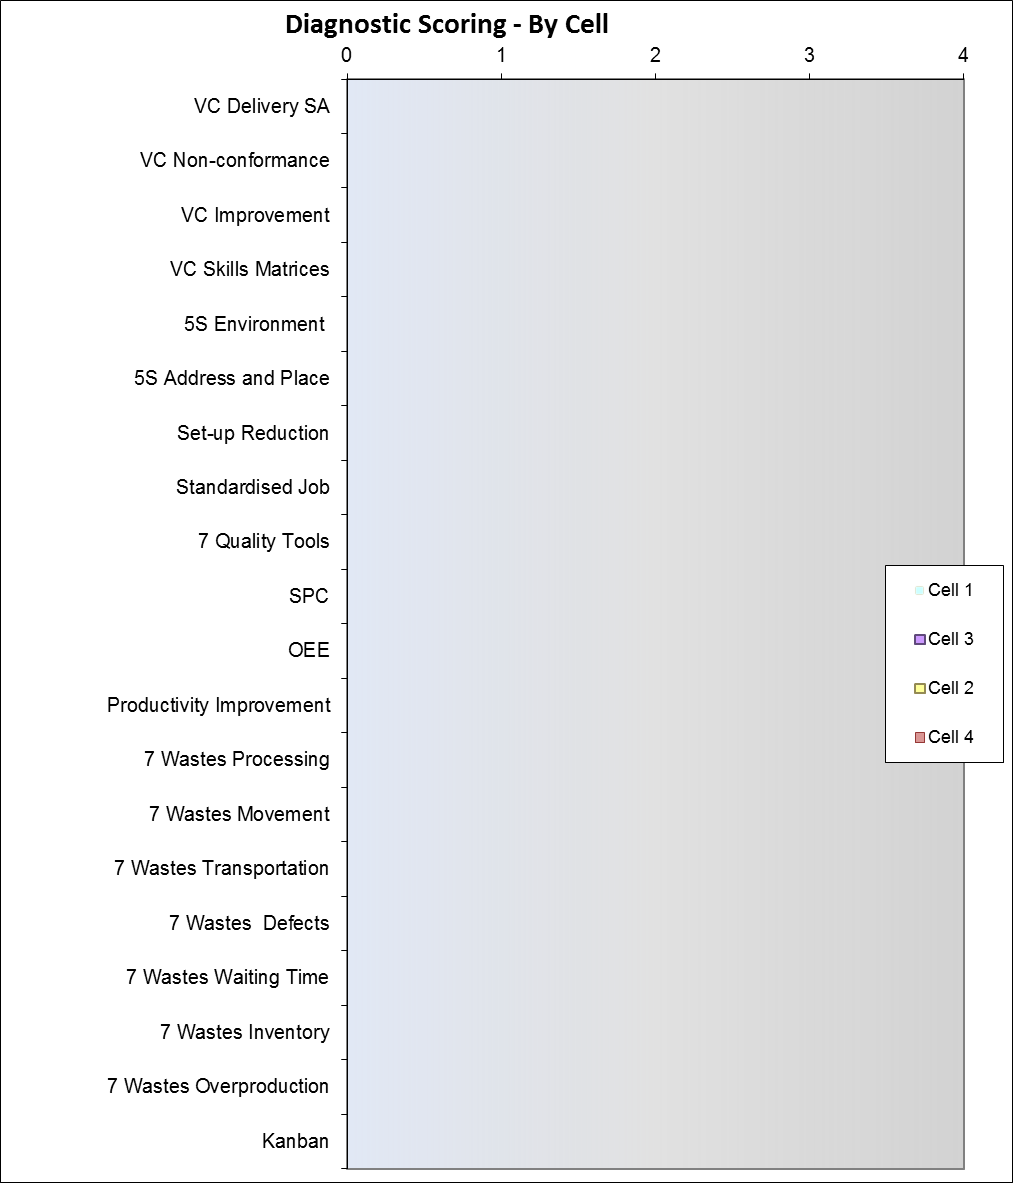 Diagnostic Scoring - By Cell
0 1 2 3 4
VC Delivery SA
VC Non-conformance
VC Improvement
VC Skills Matrices
5S Environment
5S Address and Place
Set-up Reduction
Standardised Job
7 Quality Tools
SPC
OEE
Productivity Improvement
7 Wastes Processing
7 Wastes Movement
7 Wastes Transportation
7 Wastes  Defects
7 Wastes Waiting Time
7 Wastes Inventory
7 Wastes Overproduction
Kanban
Cell 1
Cell 3
Cell 2
Cell 4